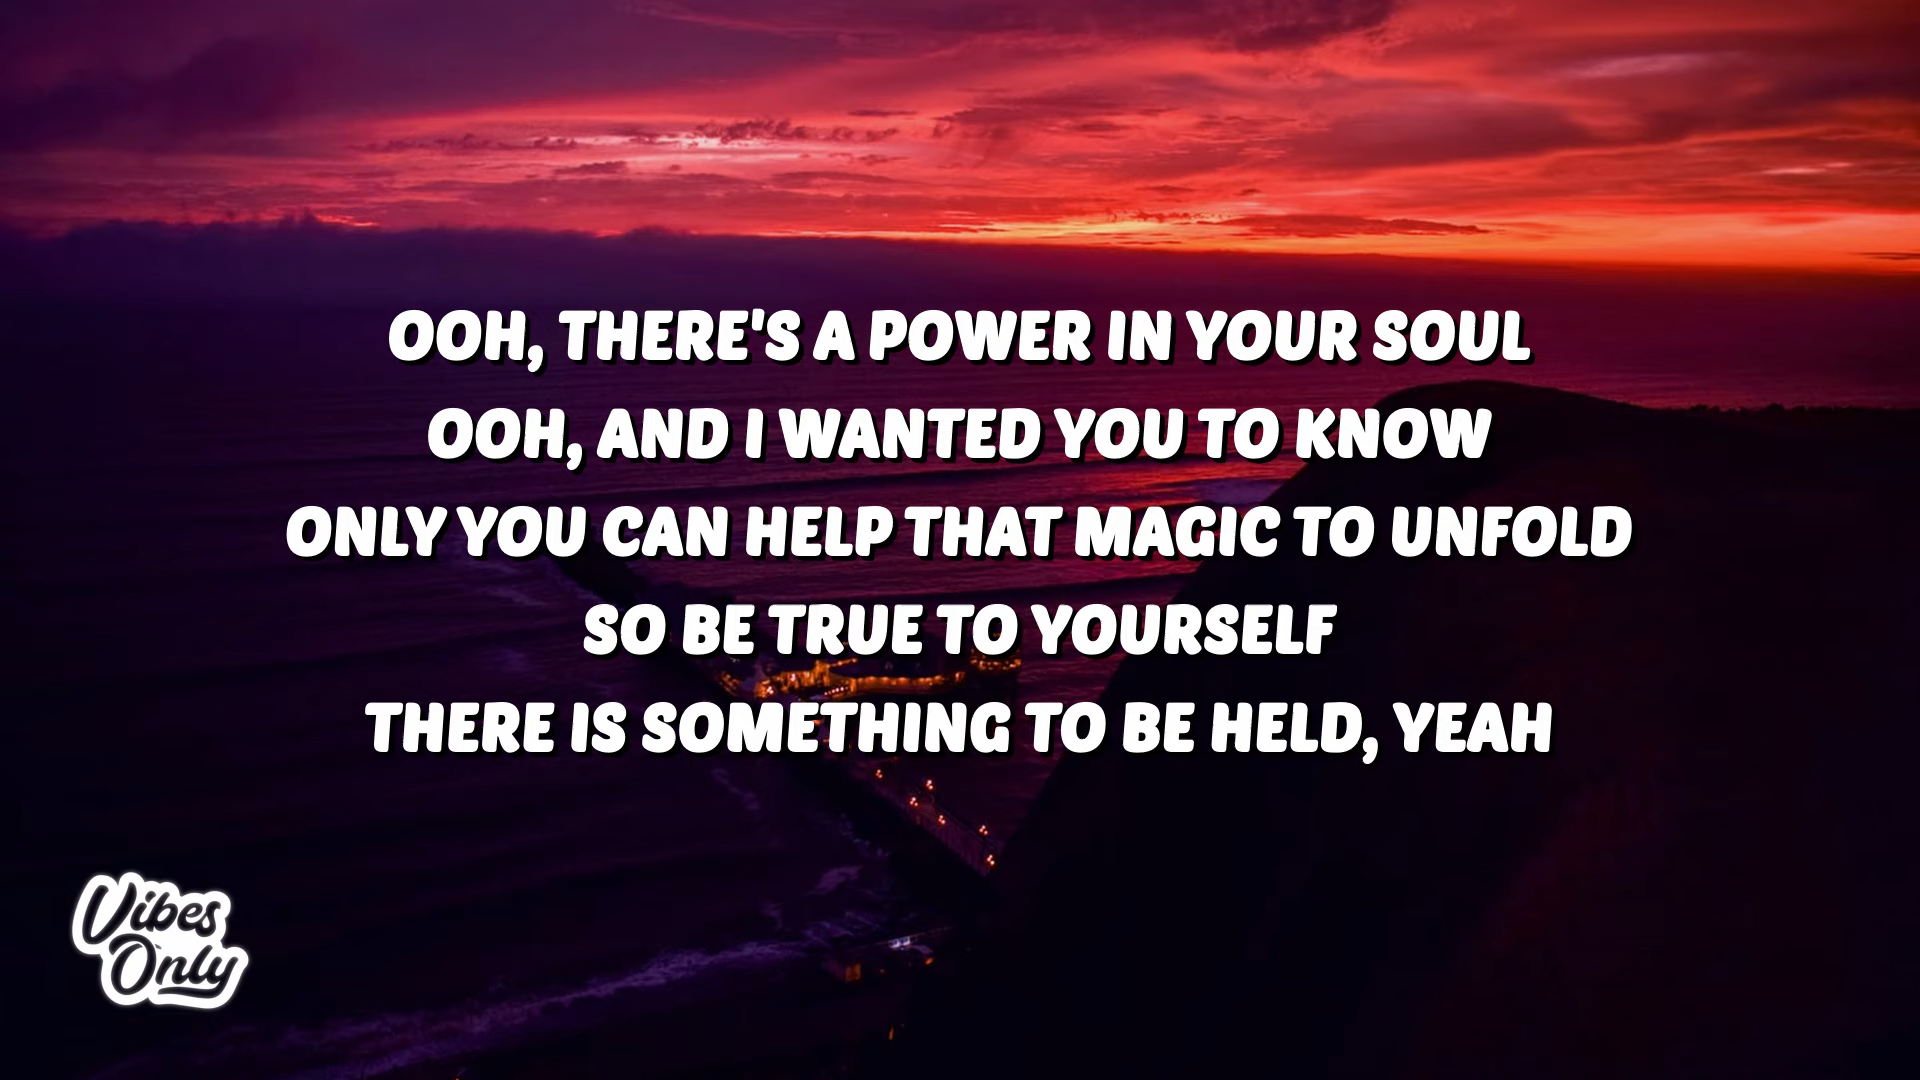 OOH, THERE'S A POWER IN YOUR SOUL
OOH, AND I WANTED YOU TO KNOW
ONLY YOU CAN HELP THAT MAGIC TO UNFOLD
SO BE TRUE TO YOURSELF
THERE IS SOMETHING TO BE HELD, YEAH
Vibes
Only